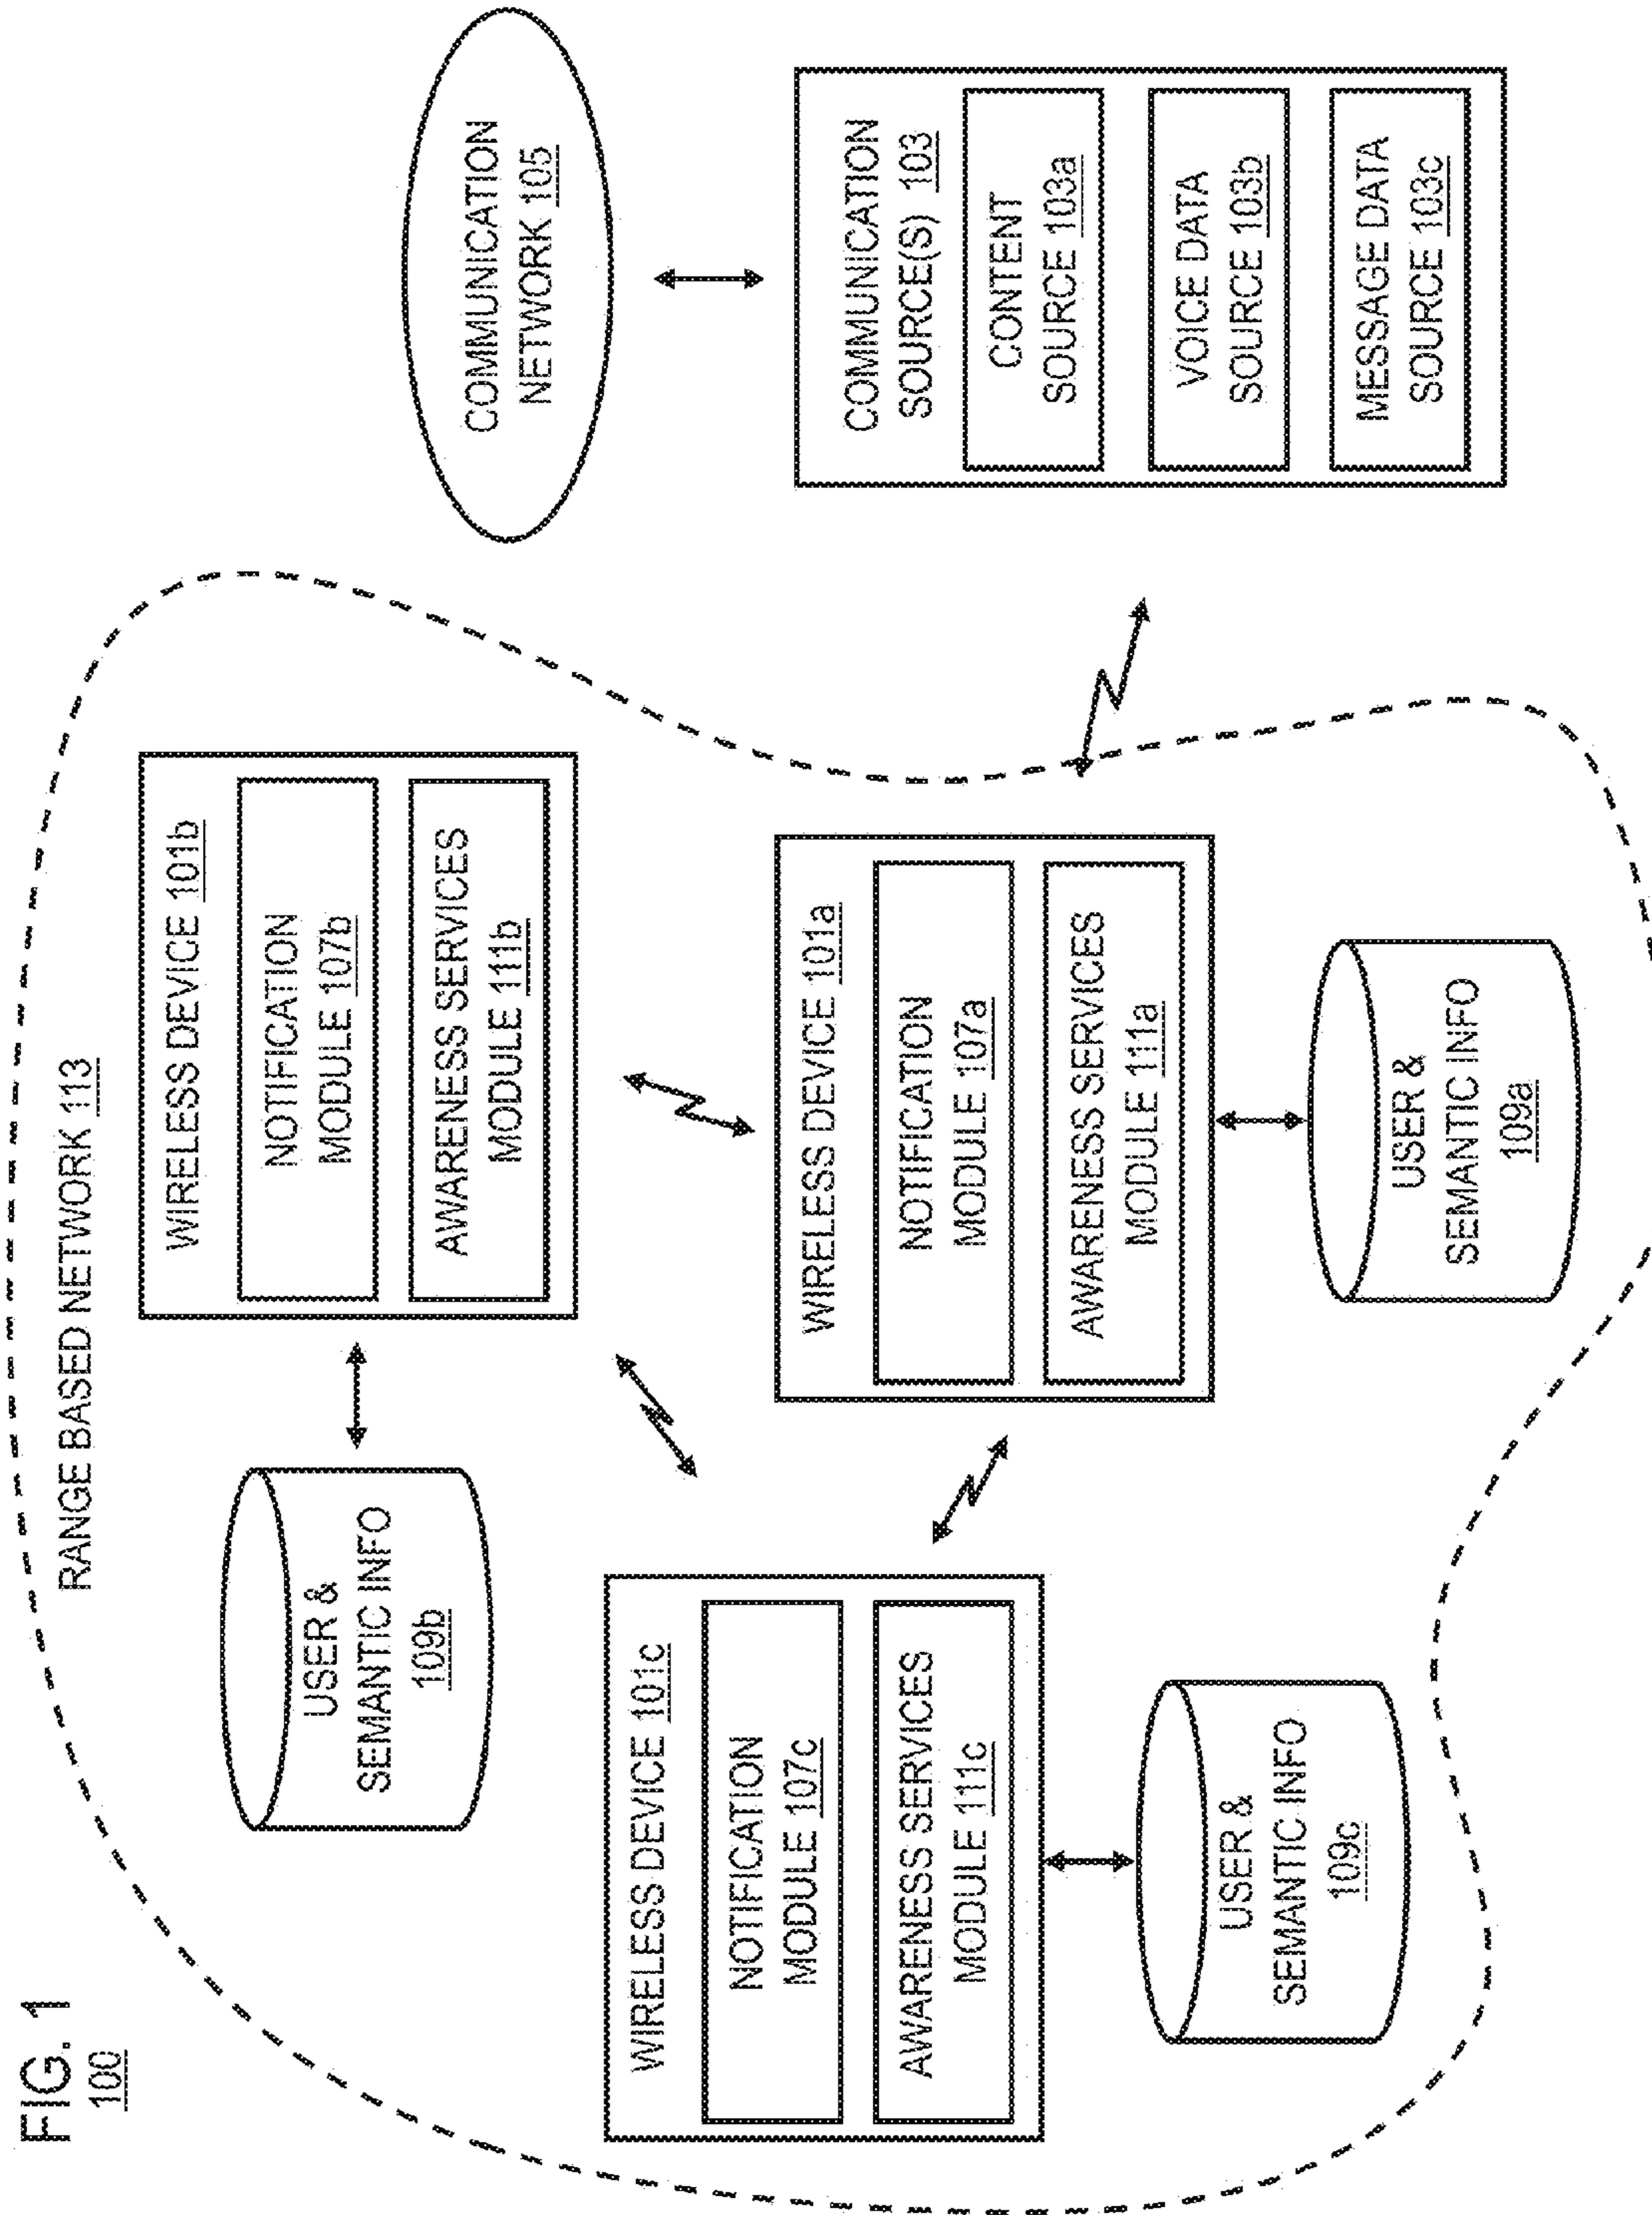 FIG. 1
100
RANGE BASED NETWORK 113
USER &
SEMANTIC INFO
109b
WIRELESS DEVICE 101b
NOTIFICATION
MODULE 107b
AWARENESS SERVICES
MODULE 111b
WIRELESS DEVICE 101c
NOTIFICATION
MODULE 107c
AWARENESS SERVICES
MODULE 111c
USER &
SEMANTIC INFO
109c
WIRELESS DEVICE 101a
NOTIFICATION
MODULE 107a
AWARENESS SERVICES
MODULE 111a
USER &
SEMANTIC INFO
109a
COMMUNICATION
NETWORK 105
COMMUNICATION
SOURCE(S) 103
CONTENT
SOURCE 103a
VOICE DATA
SOURCE 103b
MESSAGE DATA
SOURCE 103c